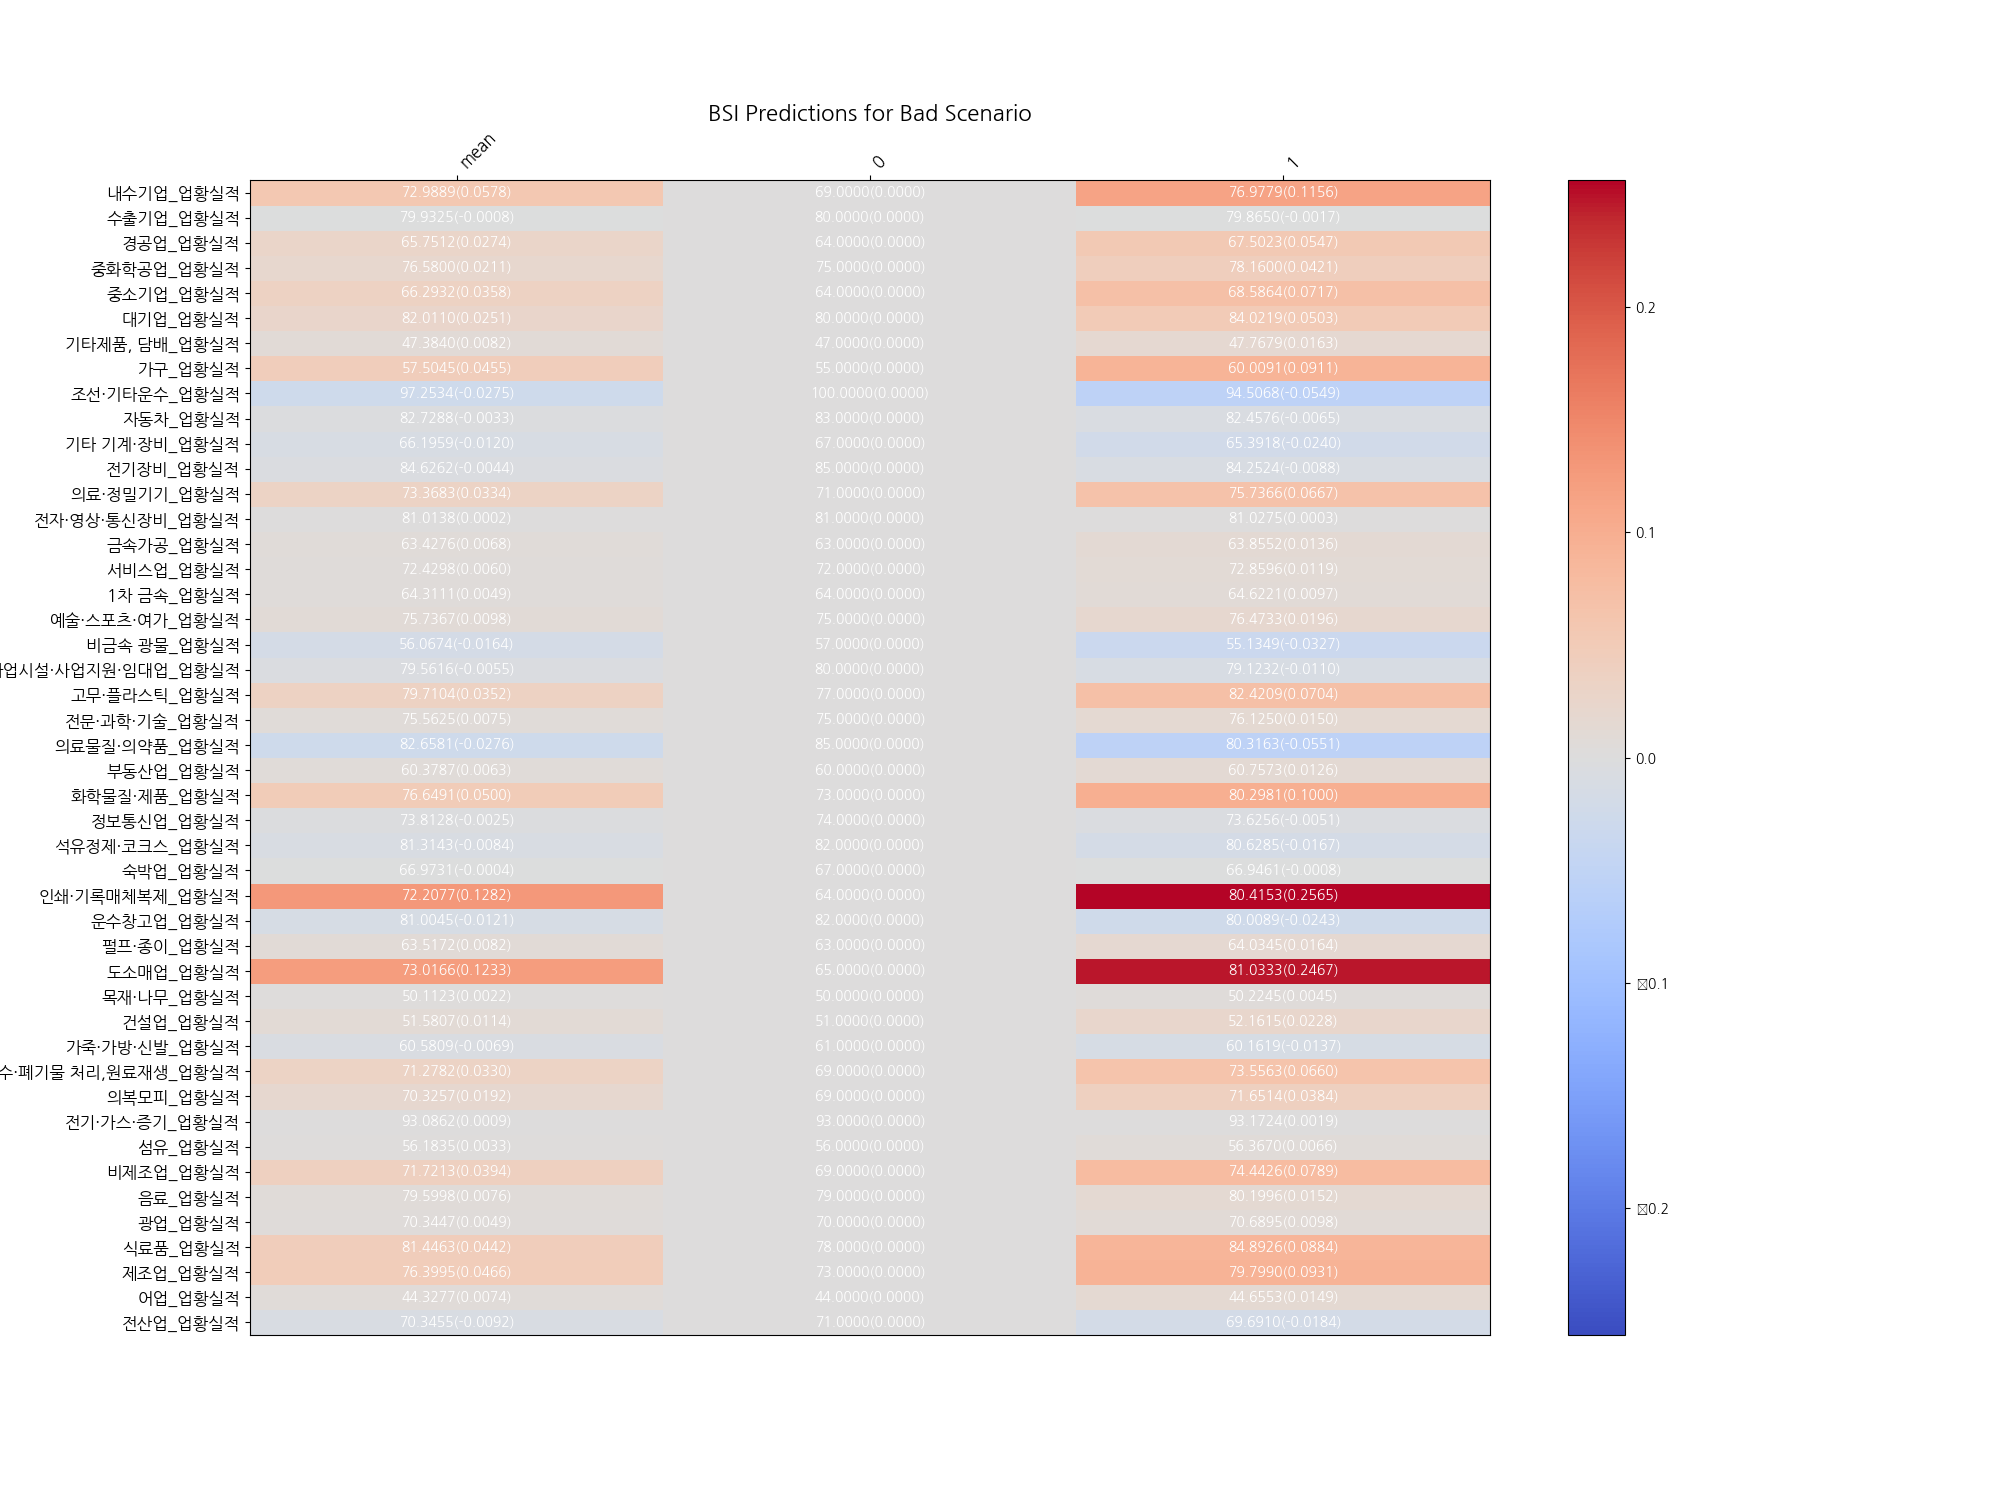 BSI Predictions for Bad Scenario
mean 0 1
내수기업_업황실적 72.9889(0.0578) 69.0000(0.0000) 76.9779(0.1156)
수출기업_업황실적 79.9325(-0.0008) 80.0000(0.0000) 79.8650(-0.0017)
경공업_업황실적 65.7512(0.0274) 64.0000(0.0000) 67.5023(0.0547)
중화학공업_업황실적 76.5800(0.0211) 75.0000(0.0000) 78.1600(0.0421)
중소기업_업황실적 66.2932(0.0358) 64.0000(0.0000) 68.5864(0.0717)
대기업_업황실적 82.0110(0.0251) 80.0000(0.0000) 84.0219(0.0503)
기타제품, 담배_업황실적 47.3840(0.0082) 47.0000(0.0000) 47.7679(0.0163)
가구_업황실적 57.5045(0.0455) 55.0000(0.0000) 60.0091(0.0911)
조선·기타운수_업황실적 97.2534(-0.0275) 100.0000(0.0000) 94.5068(-0.0549)
자동차_업황실적 82.7288(-0.0033) 83.0000(0.0000) 82.4576(-0.0065)
기타 기계·장비_업황실적 66.1959(-0.0120) 67.0000(0.0000) 65.3918(-0.0240)
전기장비_업황실적 84.6262(-0.0044) 85.0000(0.0000) 84.2524(-0.0088)
의료·정밀기기_업황실적 73.3683(0.0334) 71.0000(0.0000) 75.7366(0.0667)
전자·영상·통신장비_업황실적 81.0138(0.0002) 81.0000(0.0000) 81.0275(0.0003)
금속가공_업황실적 63.4276(0.0068) 63.0000(0.0000) 63.8552(0.0136)
서비스업_업황실적 72.4298(0.0060) 72.0000(0.0000) 72.8596(0.0119)
1차 금속_업황실적 64.3111(0.0049) 64.0000(0.0000) 64.6221(0.0097)
예술·스포츠·여가_업황실적 75.7367(0.0098) 75.0000(0.0000) 76.4733(0.0196)
비금속 광물_업황실적 56.0674(-0.0164) 57.0000(0.0000) 55.1349(-0.0327)
업시설·사업지원·임대업_업황실적 79.5616(-0.0055) 80.0000(0.0000) 79.1232(-0.0110)
고무·플라스틱_업황실적 79.7104(0.0352) 77.0000(0.0000) 82.4209(0.0704)
전문·과학·기술_업황실적 75.5625(0.0075) 75.0000(0.0000) 76.1250(0.0150)
의료물질·의약품_업황실적 82.6581(-0.0276) 85.0000(0.0000) 80.3163(-0.0551)
부동산업_업황실적 60.3787(0.0063) 60.0000(0.0000) 60.7573(0.0126)
화학물질·제품_업황실적 76.6491(0.0500) 73.0000(0.0000) 80.2981(0.1000)
정보통신업_업황실적 73.8128(-0.0025) 74.0000(0.0000) 73.6256(-0.0051)
석유정제·코크스_업황실적 81.3143(-0.0084) 82.0000(0.0000) 80.6285(-0.0167)
숙박업_업황실적 66.9731(-0.0004) 67.0000(0.0000) 66.9461(-0.0008)
인쇄·기록매체복제_업황실적 72.2077(0.1282) 64.0000(0.0000) 80.4153(0.2565)
운수창고업_업황실적 81.0045(-0.0121) 82.0000(0.0000) 80.0089(-0.0243)
펄프·종이_업황실적 63.5172(0.0082) 63.0000(0.0000) 64.0345(0.0164)
도소매업_업황실적 73.0166(0.1233) 65.0000(0.0000) 81.0333(0.2467)
목재·나무_업황실적 50.1123(0.0022) 50.0000(0.0000) 50.2245(0.0045)
건설업_업황실적 51.5807(0.0114) 51.0000(0.0000) 52.1615(0.0228)
가죽·가방·신발_업황실적 60.5809(-0.0069) 61.0000(0.0000) 60.1619(-0.0137)
수·폐기물 처리,원료재생_업황실적 71.2782(0.0330) 69.0000(0.0000) 73.5563(0.0660)
의복모피_업황실적 70.3257(0.0192) 69.0000(0.0000) 71.6514(0.0384)
전기·가스·증기_업황실적 93.0862(0.0009) 93.0000(0.0000) 93.1724(0.0019)
섬유_업황실적 56.1835(0.0033) 56.0000(0.0000) 56.3670(0.0066)
비제조업_업황실적 71.7213(0.0394) 69.0000(0.0000) 74.4426(0.0789)
음료_업황실적 79.5998(0.0076) 79.0000(0.0000) 80.1996(0.0152)
광업_업황실적 70.3447(0.0049) 70.0000(0.0000) 70.6895(0.0098)
식료품_업황실적 81.4463(0.0442) 78.0000(0.0000) 84.8926(0.0884)
제조업_업황실적 76.3995(0.0466) 73.0000(0.0000) 79.7990(0.0931)
어업_업황실적 44.3277(0.0074) 44.0000(0.0000) 44.6553(0.0149)
전산업_업황실적 70.3455(-0.0092) 71.0000(0.0000) 69.6910(-0.0184)
0.2
0.1
0.0
0.1
0.2